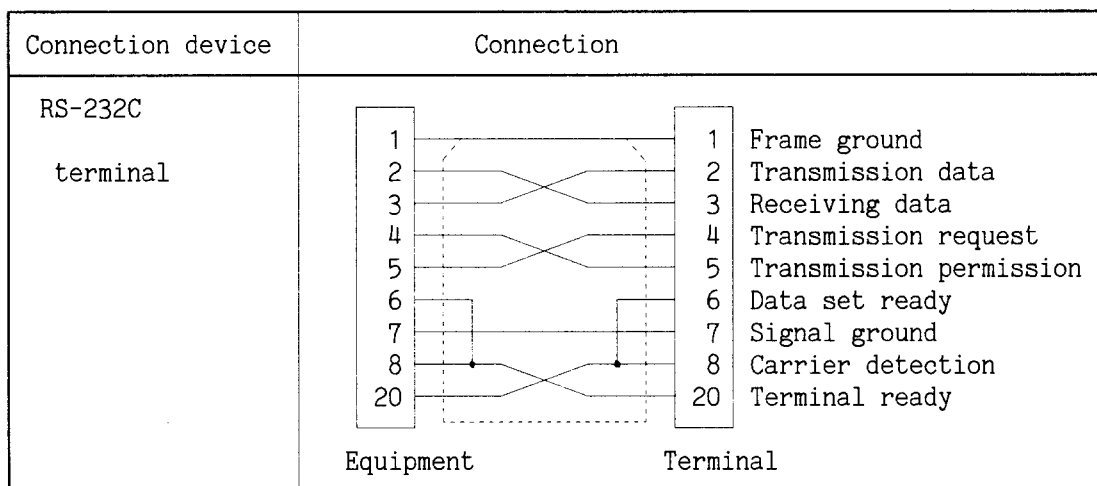 Connection device Connection
RS-232C
terminal
1 1 Frame ground
2 2 Transmission data
3 3 Receiving data
4 4 Transmission request
5 5 Transmission permission
6 6 Data set ready
7 7 Signal ground
8 8 Carrier detection
20 20 Terminal ready
Equipment Terminal